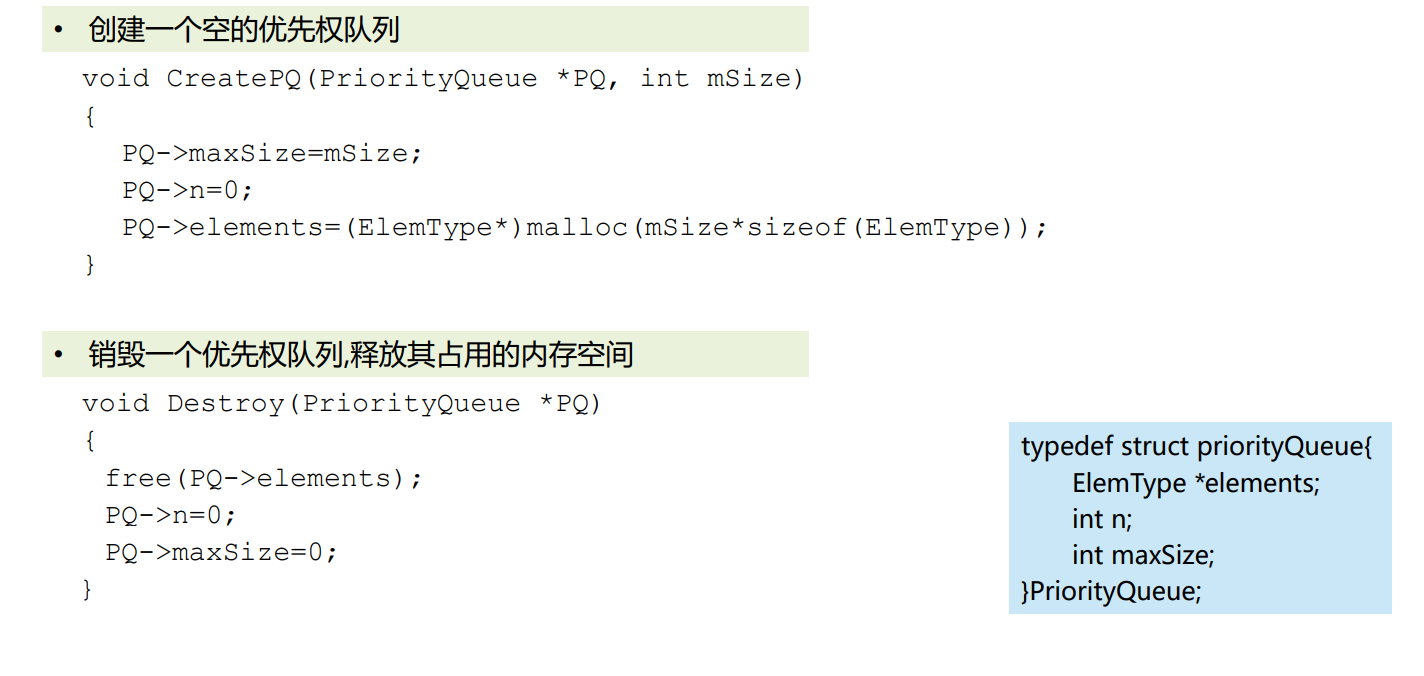 • 创建一个空的优先权队列
void CreatePQ(PriorityQueue *PQ, int mSize)
{
PQ->maxSize=mSize;
PQ->n=0;
PQ->elements=(ElemType*)malloc(mSize*sizeof(ElemType));
}
• 销毁一个优先权队列,释放其占用的内存空间
void Destroy(PriorityQueue *PQ)
{
free(PQ->elements);
PQ->n=0;
PQ->maxSize=0;
}
typedef struct priorityQueue{
ElemType *elements;
int n;
int maxSize;
}PriorityQueue;